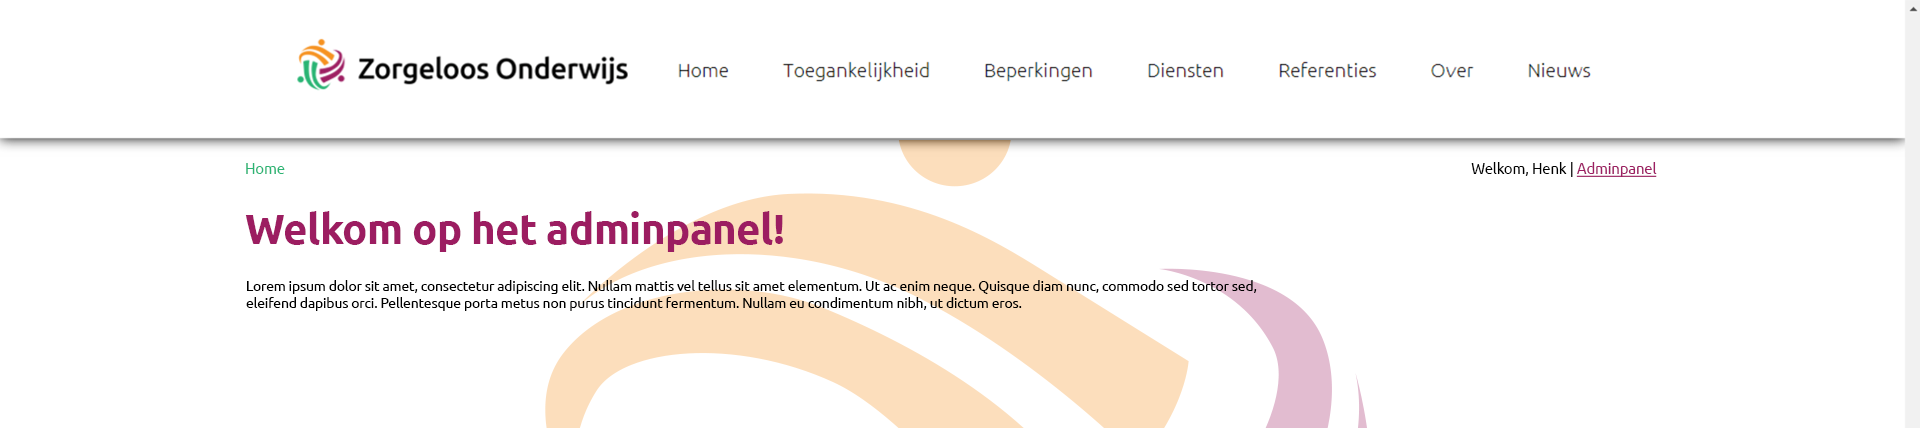 Zorgeloos Onderwijs Home Toegankelijkheid Beperkingen Diensten Referenties Over Nieuws
Home Welkom, Henk | Adminpanel
Welkom op het adminpanel!
Lorem ipsum dolor sit amet, consectetur adipiscing elit. Nullam mattis vel tellus sit amet elementum. Ut ac enim neque. Quisque diam nunc, commodo sed tortor sed,
eleifend dapibus orci. Pellentesque porta metus non purus tincidunt fermentum. Nullam eu condimentum nibh, ut dictum eros.